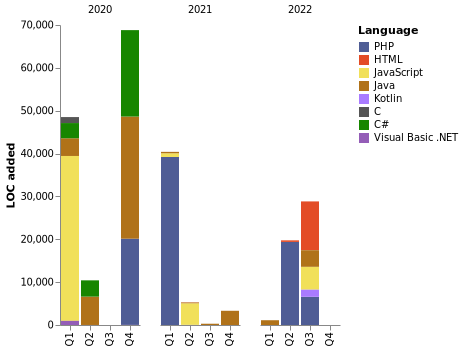 2020 2021 2022
70,000
60,000
50,000
40,000
30,000
20,000
10,000
0
LOC added
Q1 Q2 Q3 Q4 Q1 Q2 Q3 Q4 Q1 Q2 Q3 Q4
Language
PHP
HTML
JavaScript
Java
Kotlin
C
C#
Visual Basic .NET